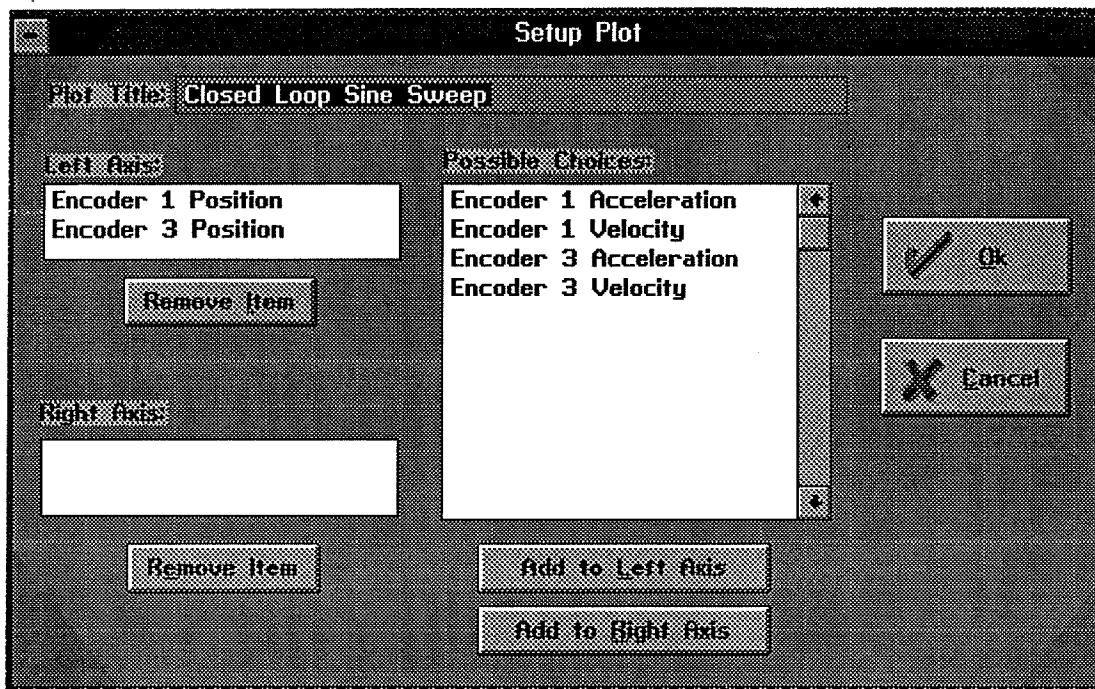 Setup Plot
Plot Title: Closed Loop Sine Sweep
Left Axis:
Encoder 1 Position
Encoder 3 Position
Remove Item
Right Axis:
Remove Item
Possible Choices:
Encoder 1 Acceleration
Encoder 1 Velocity
Encoder 3 Acceleration
Encoder 3 Velocity
Add to Left Axis
Add to Right Axis
Ok
Cancel